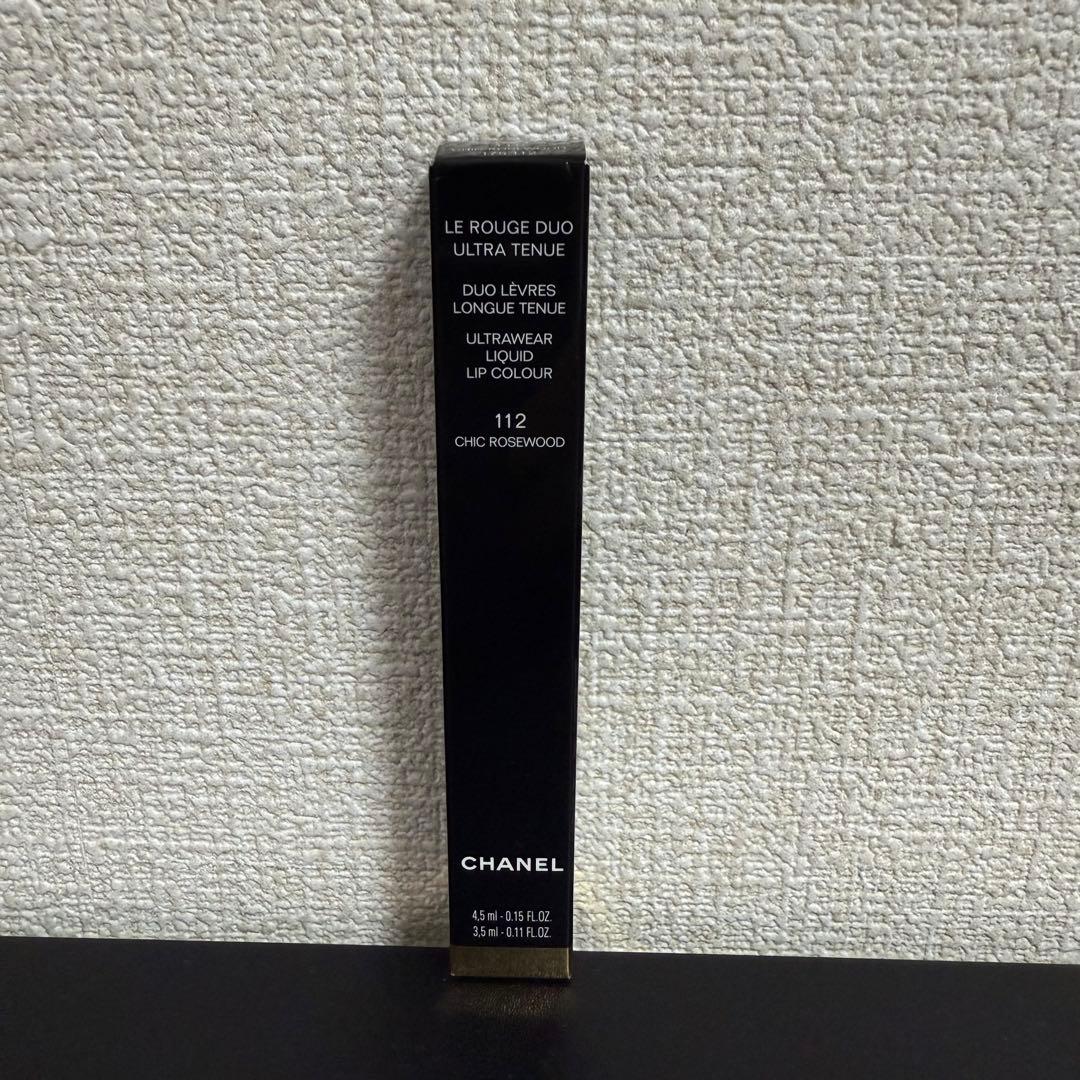 LE ROUGE DUO
ULTRA TENUE
DUO LÈVRES
LONGUE TENUE
ULTRAWEAR
LIQUID
LIP COLOUR
112
CHIC ROSEWOOD
CHANEL
4,5 ml - 0.15 FL.OZ.
3,5 ml - 0.11 FL.OZ.